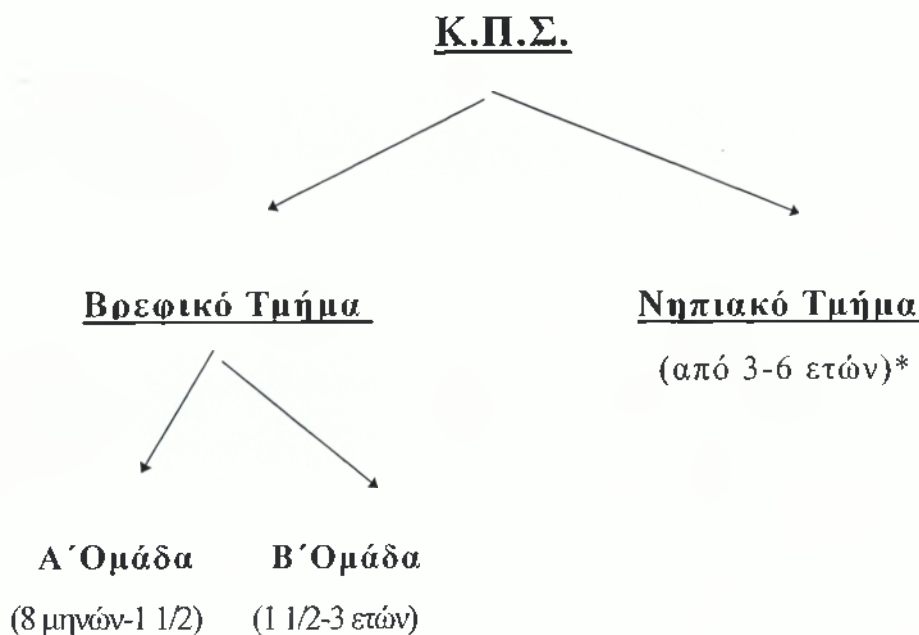 Κ.Π.Σ.
Βρεφικό Τμήμα
Νηπιακό Τμήμα
(από 3-6 ετών)*
Α΄Ομάδα Β΄Ομάδα
(8 μηνών-1 1/2) (1 1/2-3 ετών)